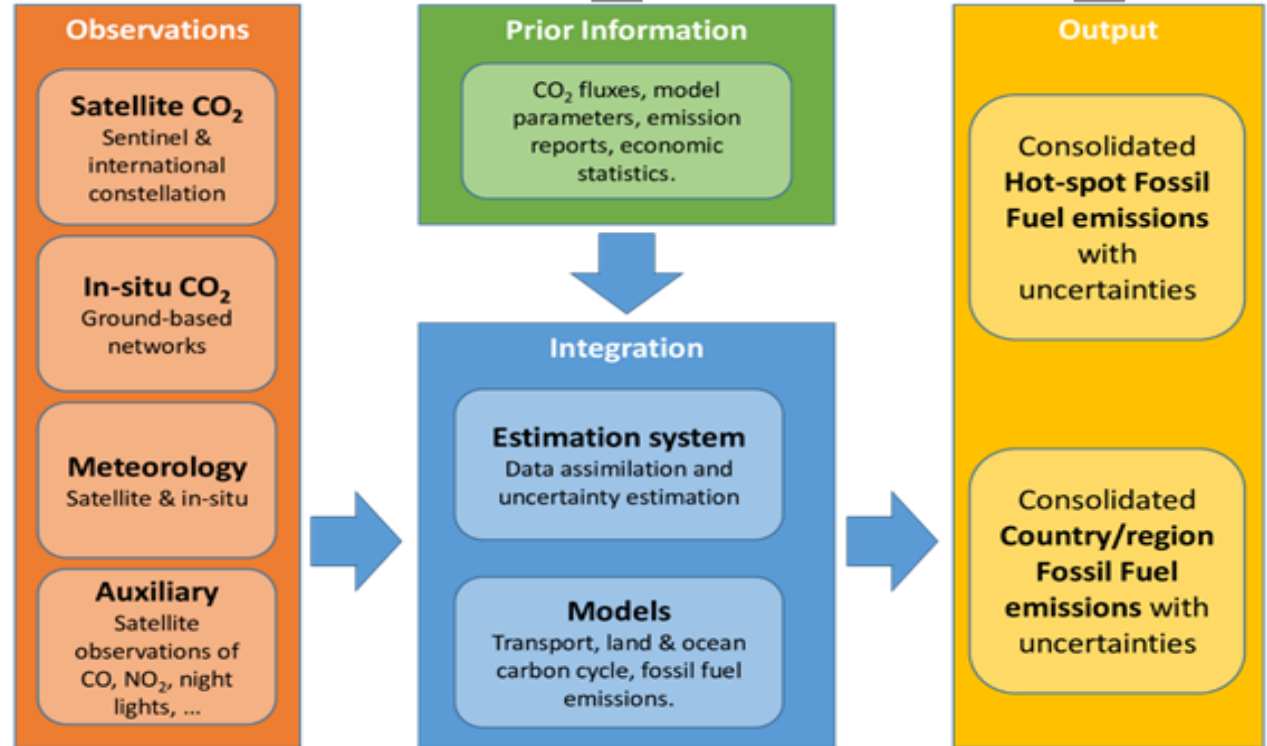 Observations
Satellite CO₂
Sentinel &
international
constellation
In-situ CO₂
Ground-based
networks
Meteorology
Satellite & in-situ
Auxiliary
Satellite
observations of
CO, NO₂, night
lights, ...
Prior Information
CO₂ fluxes, model
parameters, emission
reports, economic
statistics.
Integration
Estimation system
Data assimilation and
uncertainty estimation
Models
Transport, land & ocean
carbon cycle, fossil fuel
emissions.
Output
Consolidated
Hot-spot Fossil
Fuel emissions
with
uncertainties
Consolidated
Country/region
Fossil Fuel
emissions with
uncertainties